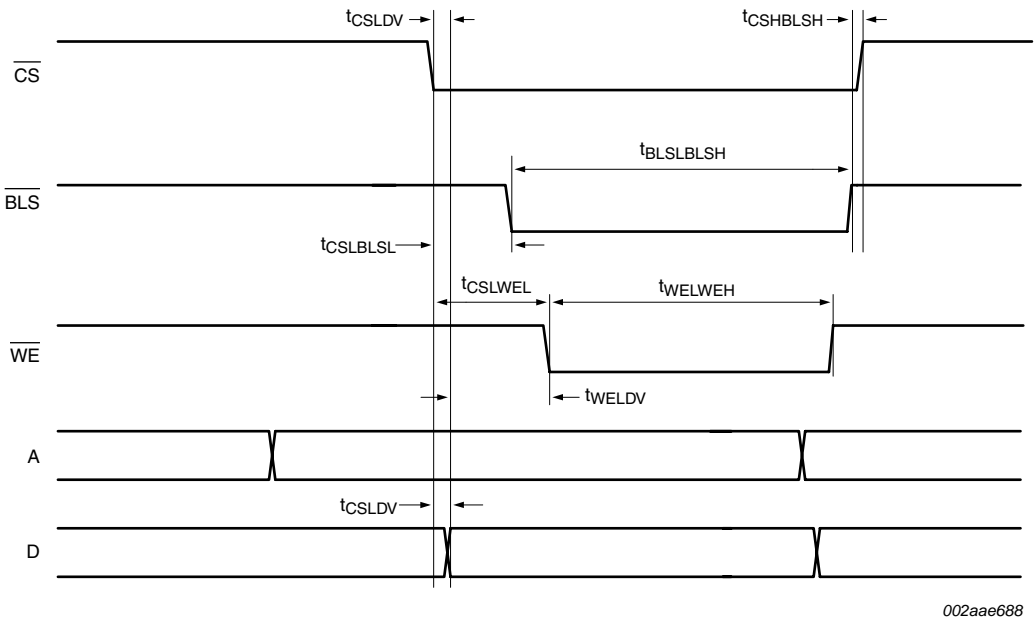 tCSLDV
tCSHBLSH
CS
tBLSLBLSH
BLS
tCSLBLSL
tCSLWEL
tWELWEH
WE
tWELDV
A
tCSLDV
D
002aae688